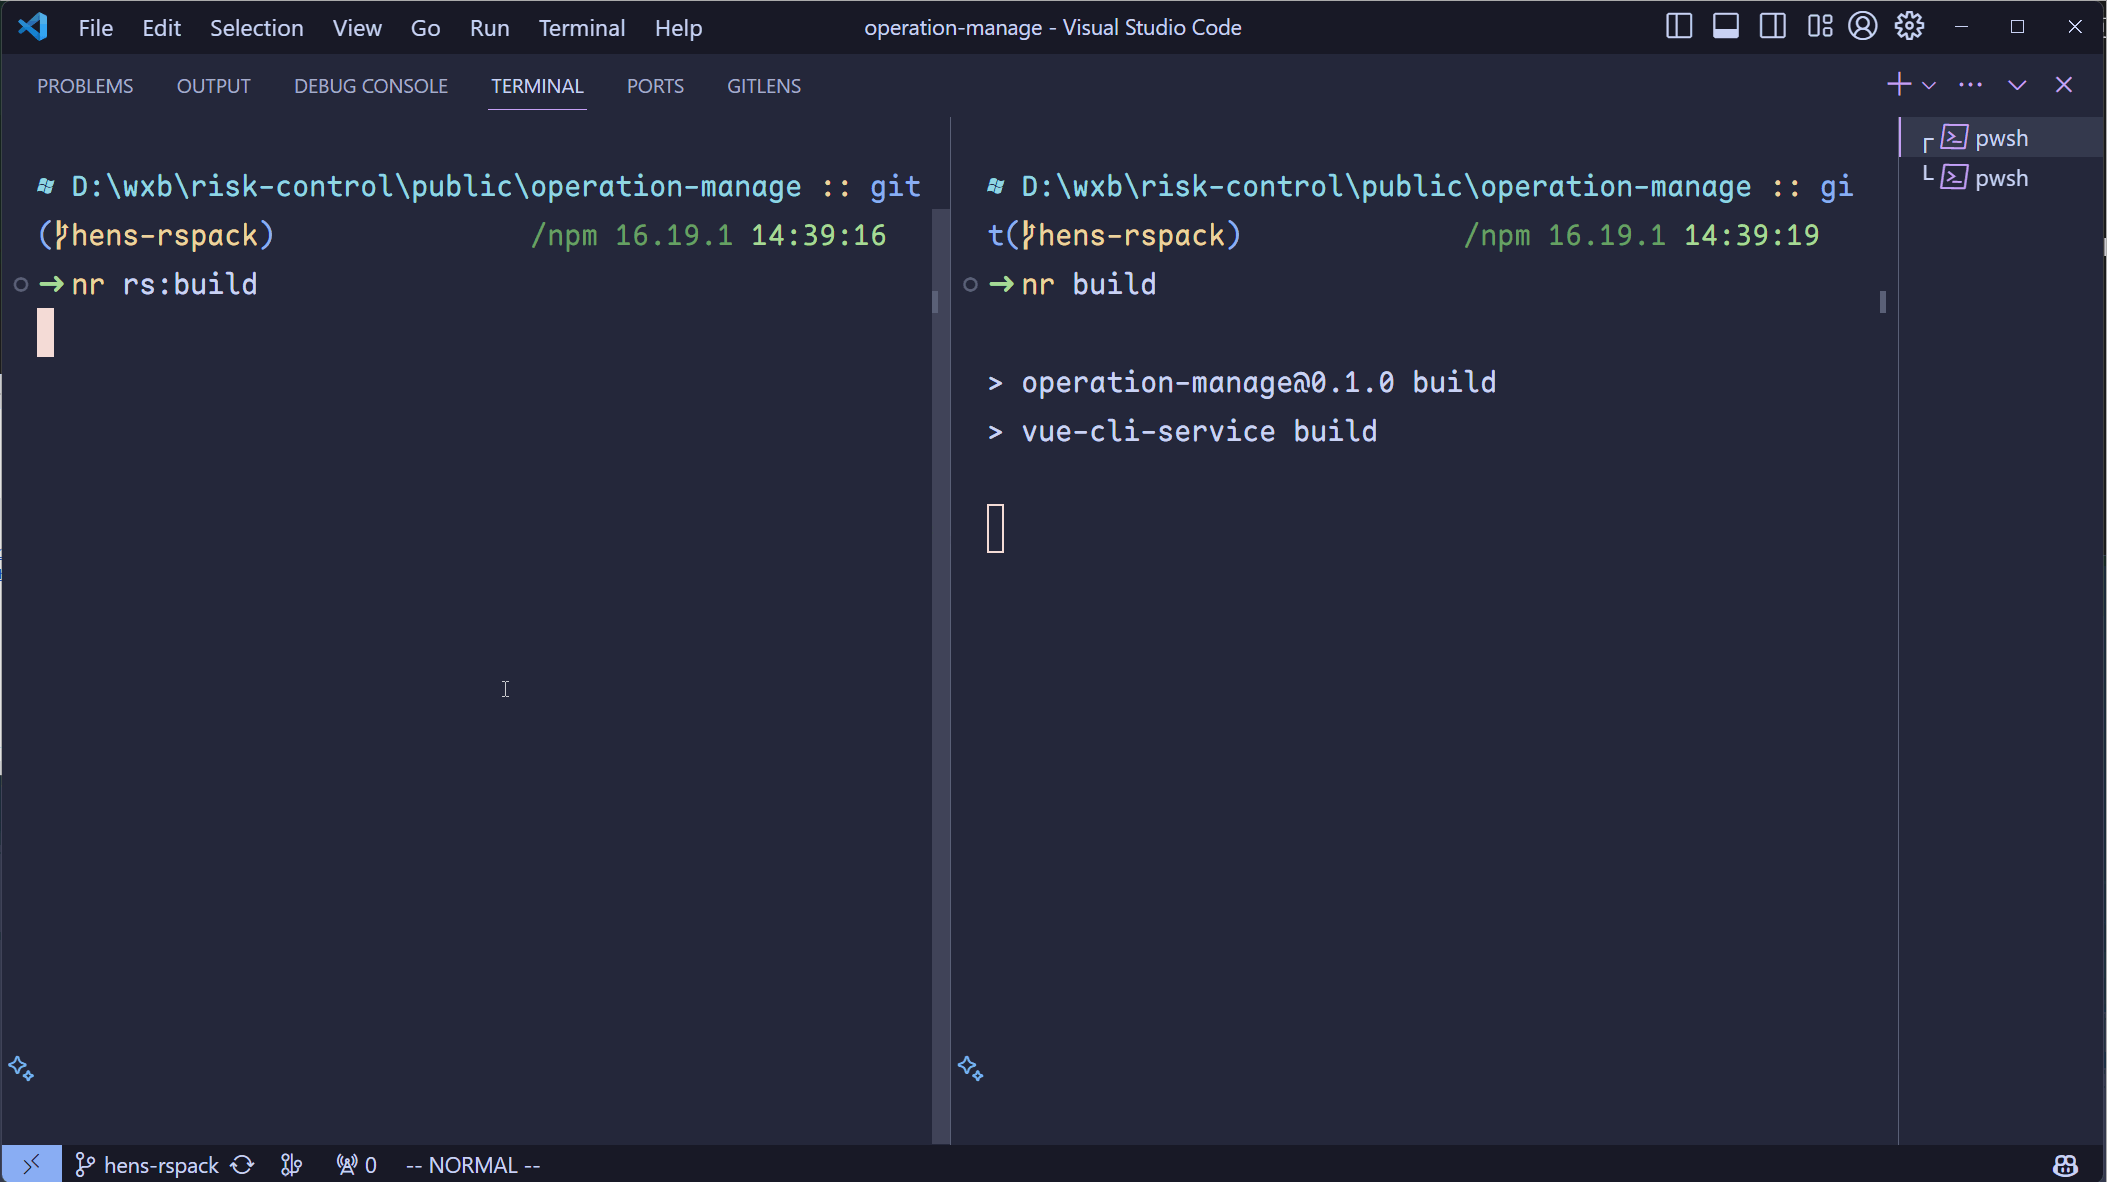 File Edit Selection View Go Run Terminal Help
operation-manage - Visual Studio Code
PROBLEMS OUTPUT DEBUG CONSOLE TERMINAL PORTS GITLENS
D:\wxb\risk-control\public\operation-manage :: git
(hens-rspack) /npm 16.19.1 14:39:16
→ nr rs:build
D:\wxb\risk-control\public\operation-manage :: gi
t(hens-rspack) /npm 16.19.1 14:39:19
→ nr build
> operation-manage@0.1.0 build
> vue-cli-service build
pwsh
pwsh
hens-rspack 0 -- NORMAL --